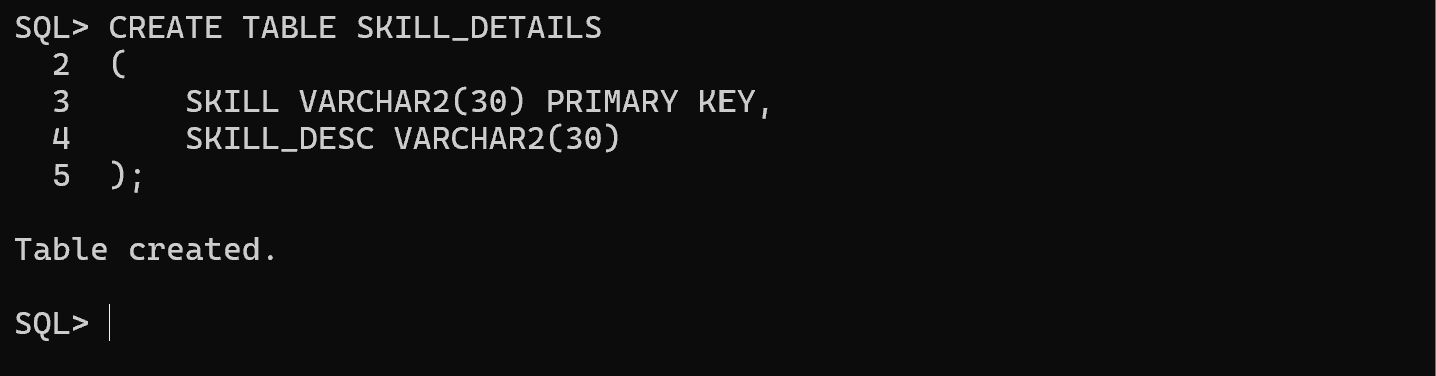 SQL> CREATE TABLE SKILL_DETAILS
  2  (
  3      SKILL VARCHAR2(30) PRIMARY KEY,
  4      SKILL_DESC VARCHAR2(30)
  5  );

Table created.

SQL>